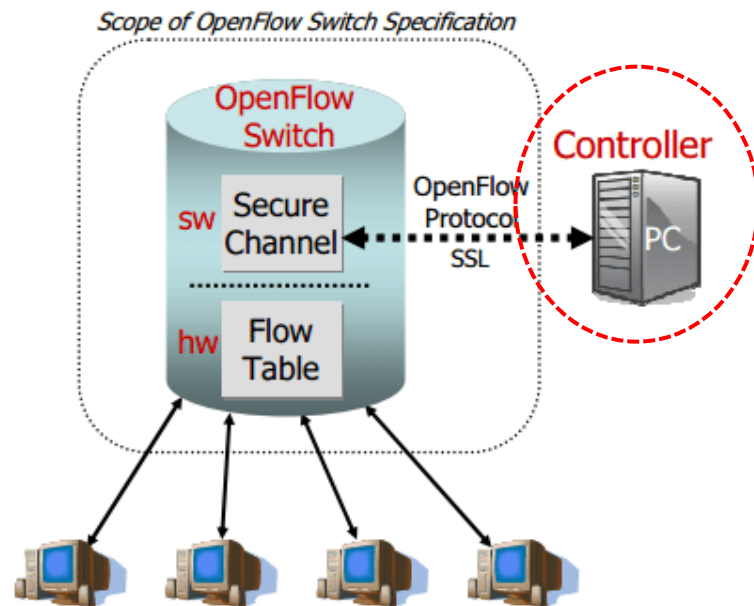 Scope of OpenFlow Switch Specification
OpenFlow
Switch
Controller
sw
Secure
Channel
OpenFlow
Protocol
SSL
PC
hw
Flow
Table